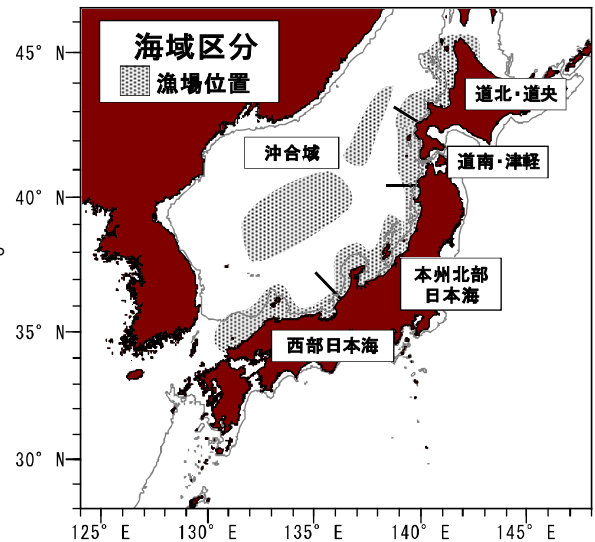 海域区分
漁場位置
45° N
道北・道央
沖合域
道南・津軽
40° N
本州北部
日本海
35° N
西部日本海
30° N
125° E
130° E
135° E
140° E
145° E